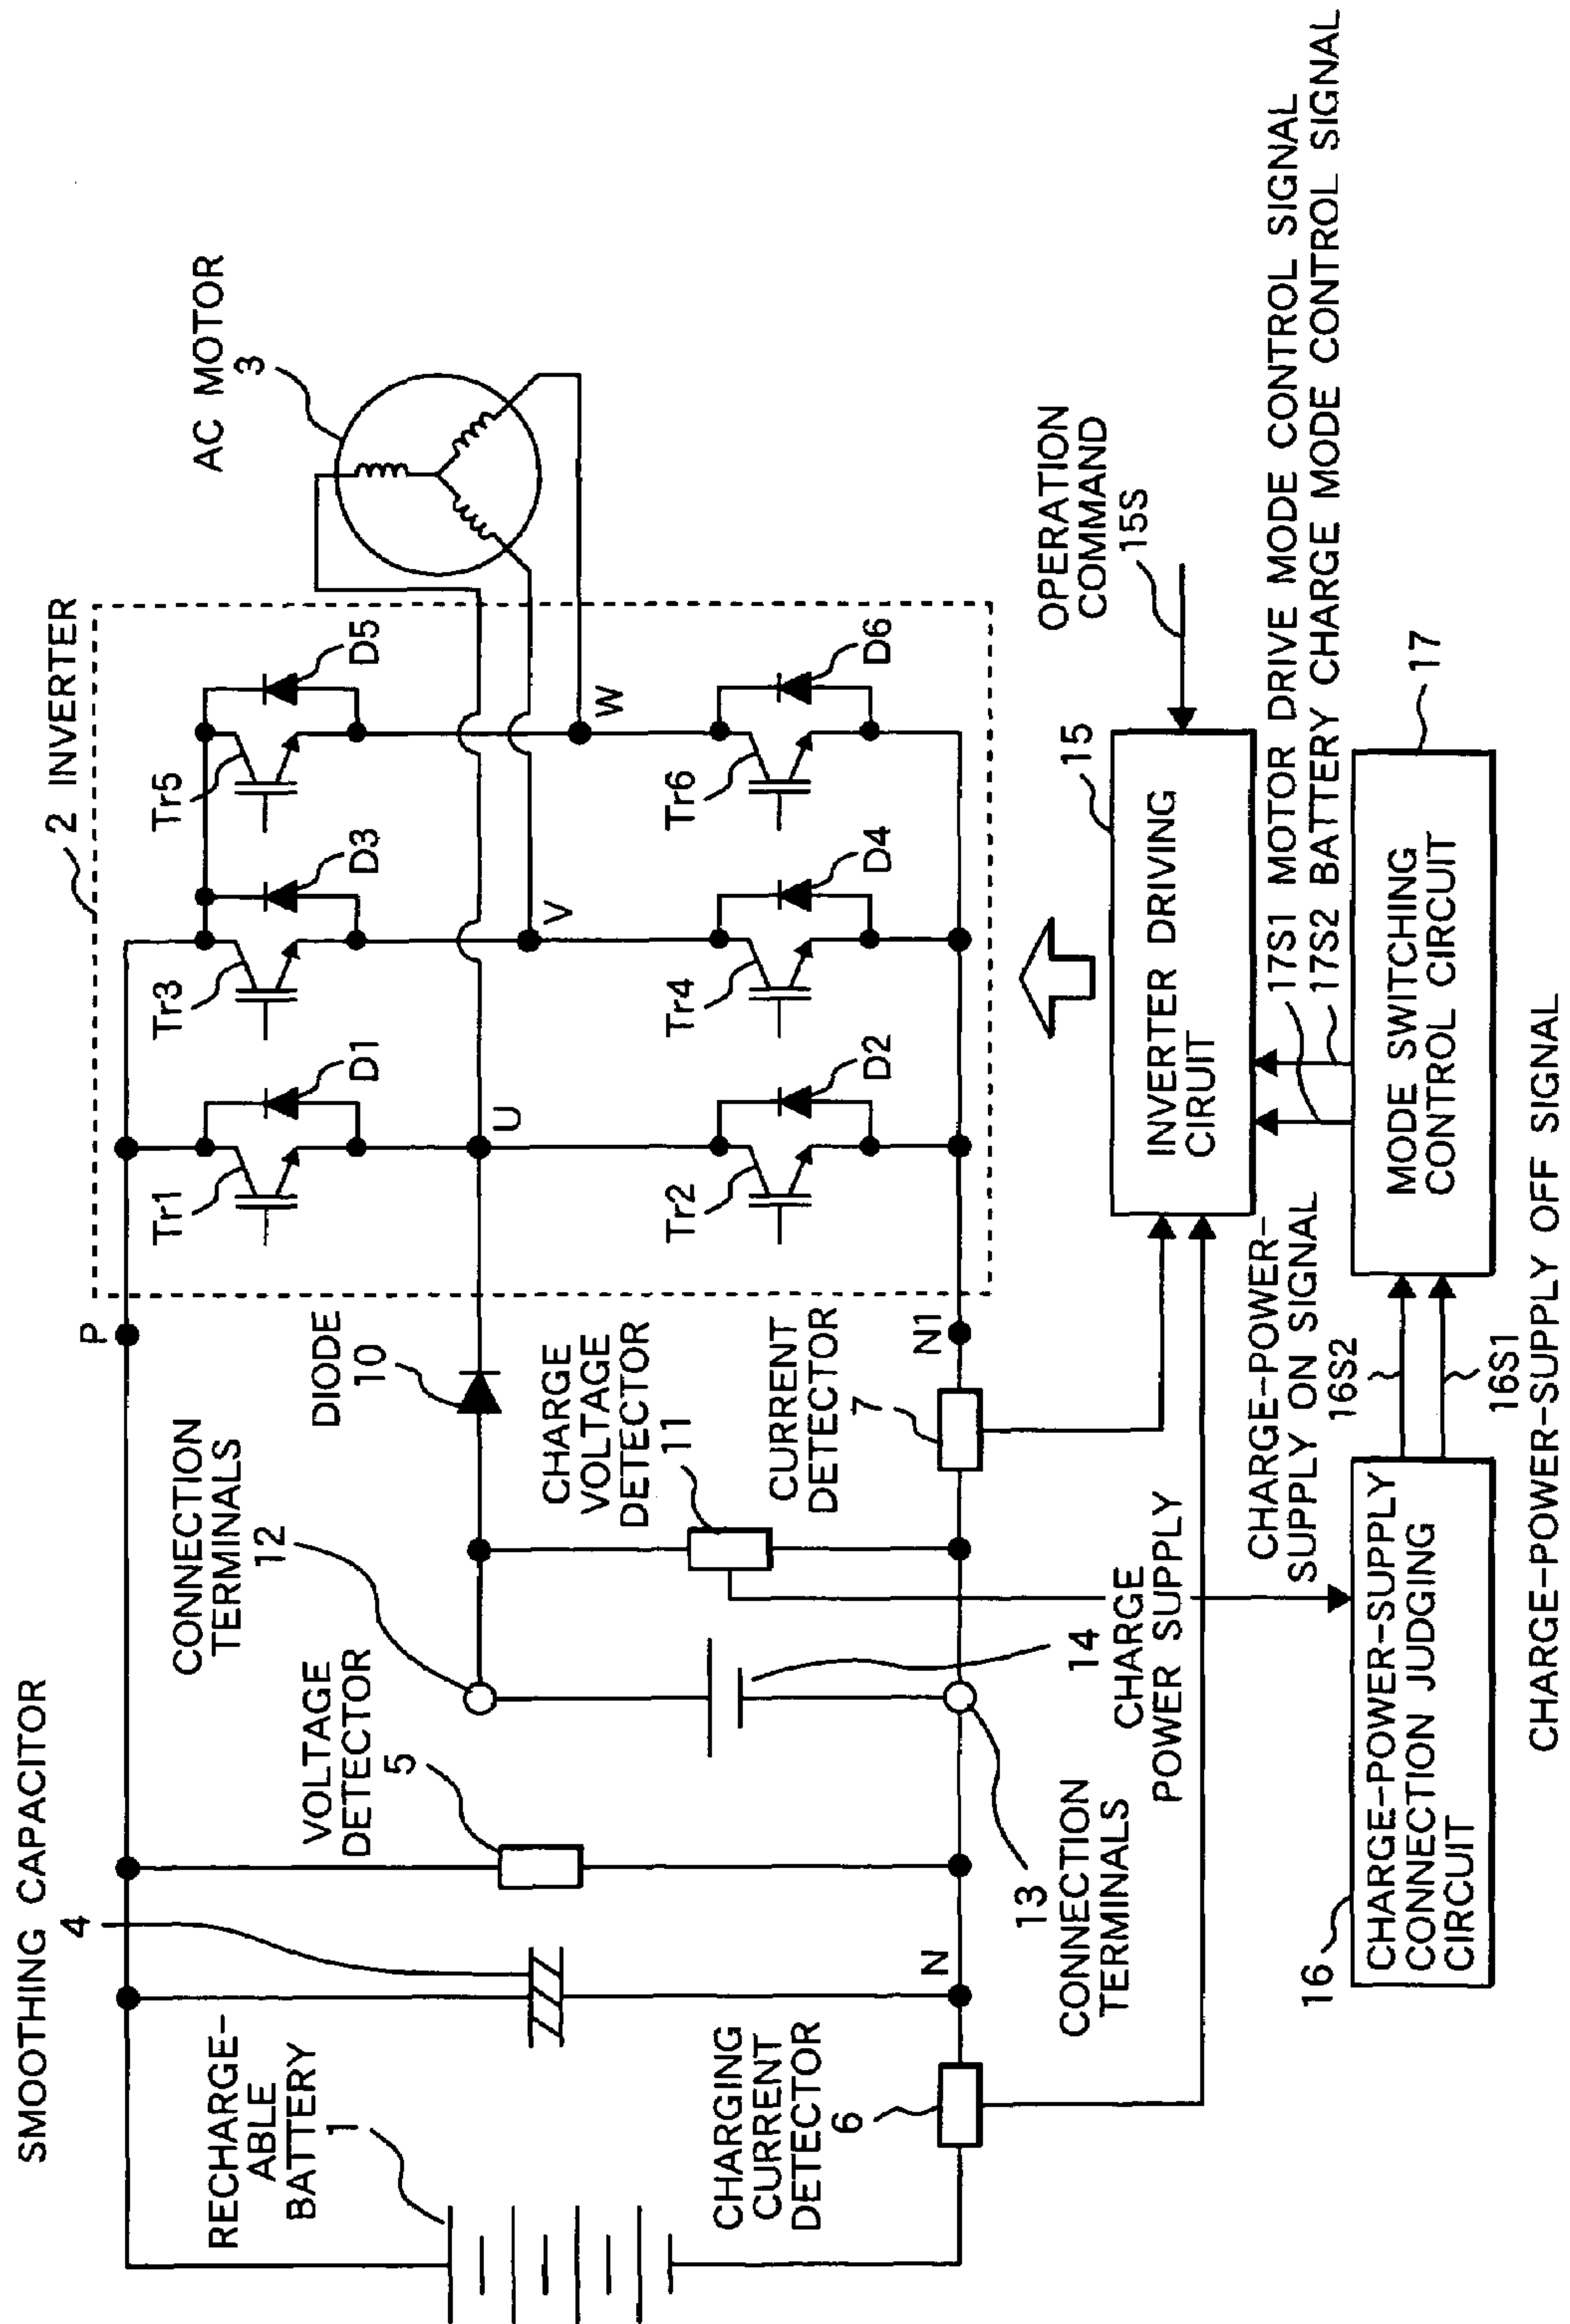 SMOOTHING CAPACITOR
4
RECHARGE-
ABLE
BATTERY
1
VOLTAGE
DETECTOR
5
CONNECTION
TERMINALS
12
DIODE
10
P
2 INVERTER
AC MOTOR
3
Tr1
D1
Tr3
D3
Tr5
D5
U
V
W
Tr2
D2
Tr4
D4
Tr6
D6
CHARGING
CURRENT
DETECTOR
6
N
CHARGE
VOLTAGE
DETECTOR
11
CURRENT
DETECTOR
7
N1
13
CONNECTION
TERMINALS
14
CHARGE
POWER SUPPLY
OPERATION
COMMAND
15S
15
INVERTER DRIVING
CIRUIT
CHARGE-POWER-
SUPPLY ON SIGNAL
16S2
17S1 MOTOR DRIVE MODE CONTROL SIGNAL
17S2 BATTERY CHARGE MODE CONTROL SIGNAL
16
CHARGE-POWER-SUPPLY
CONNECTION JUDGING
CIRCUIT
16S1
MODE SWITCHING
CONTROL CIRCUIT
17
CHARGE-POWER-SUPPLY OFF SIGNAL